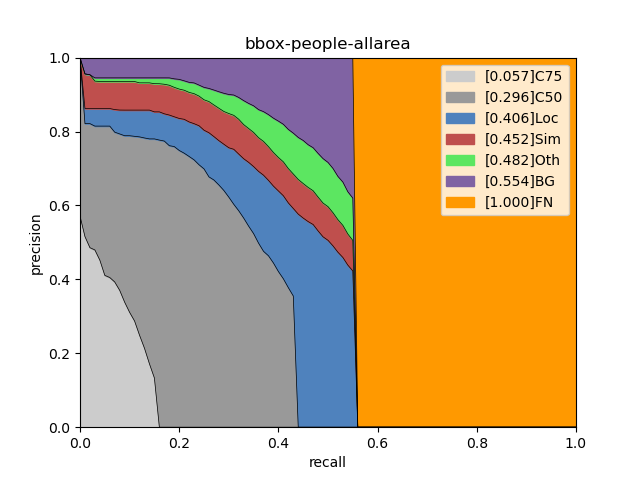 bbox-people-allarea
1.0
0.8
0.6
0.4
0.2
0.0
precision
0.0 0.2 0.4 0.6 0.8 1.0
recall
[0.057]C75
[0.296]C50
[0.406]Loc
[0.452]Sim
[0.482]Oth
[0.554]BG
[1.000]FN